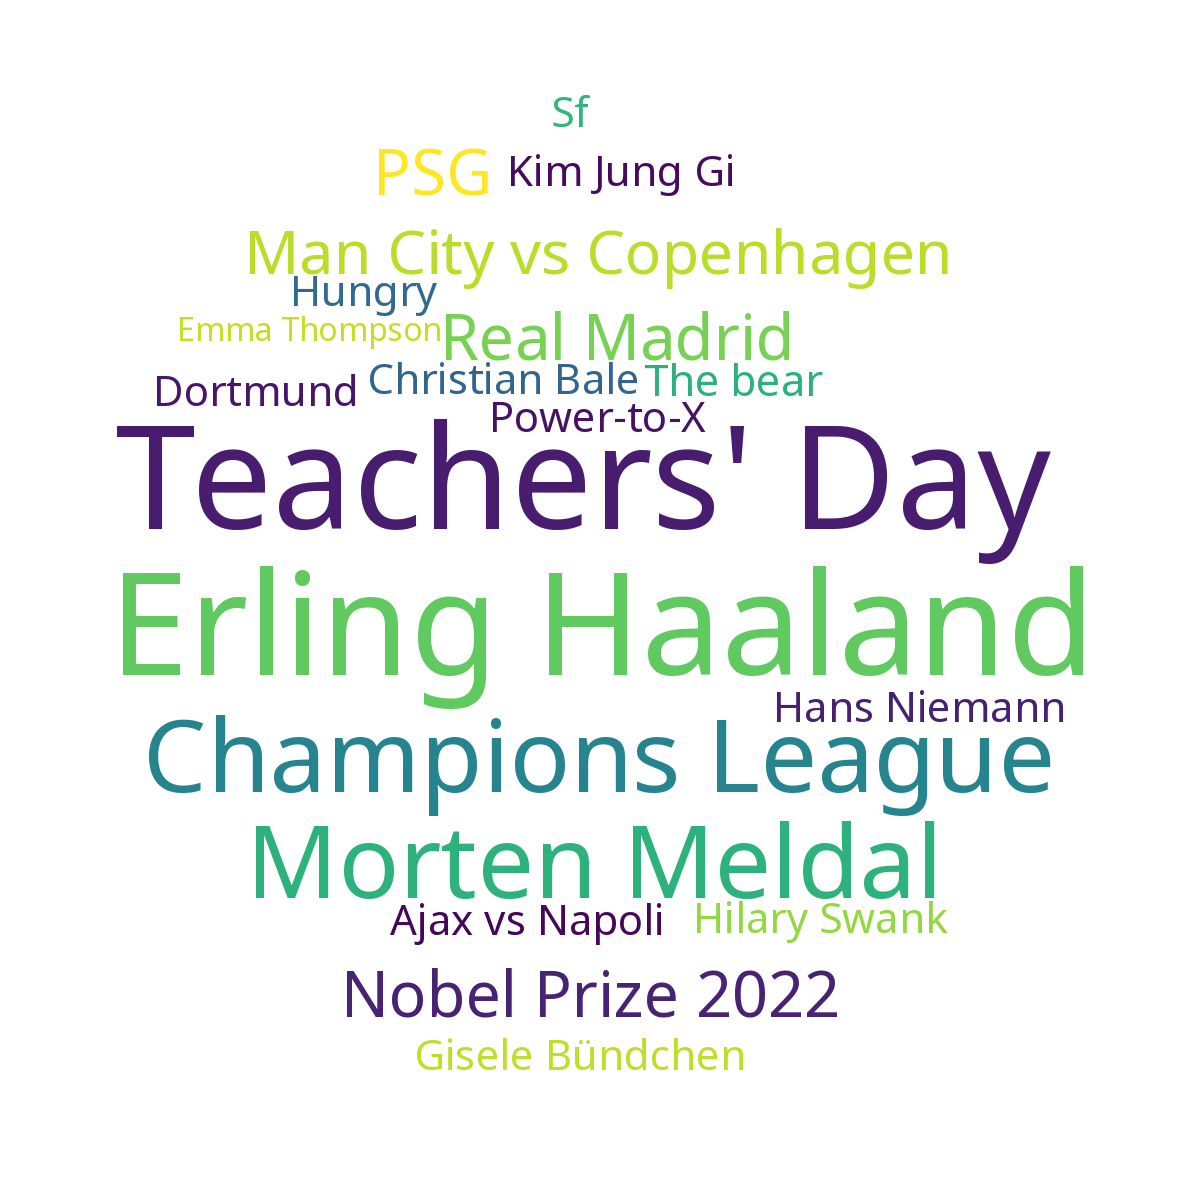 Sf
PSG
Kim Jung Gi
Man City vs Copenhagen
Hungry
Emma Thompson
Real Madrid
Dortmund
Christian Bale
The bear
Power-to-X
Teachers' Day
Erling Haaland
Hans Niemann
Champions League
Morten Meldal
Ajax vs Napoli
Hilary Swank
Nobel Prize 2022
Gisele Bündchen